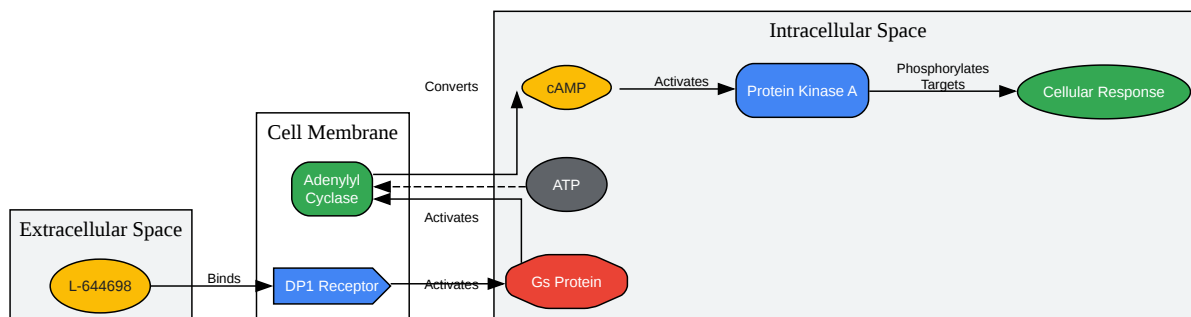 Intracellular Space
Converts
cAMP
Activates
Protein Kinase A
Phosphorylates
Targets
Cellular Response
Cell Membrane
Adenylyl
Cyclase
ATP
Activates
Extracellular Space
L-644698
Binds
DP1 Receptor
Activates
Gs Protein